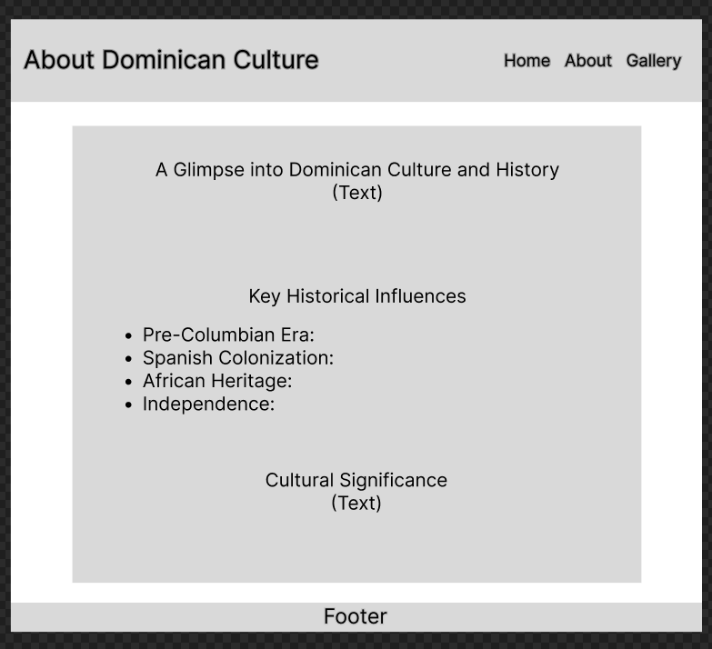 About Dominican Culture
Home About Gallery
A Glimpse into Dominican Culture and History
(Text)
Key Historical Influences
• Pre-Columbian Era:
• Spanish Colonization:
• African Heritage:
• Independence:
Cultural Significance
(Text)
Footer